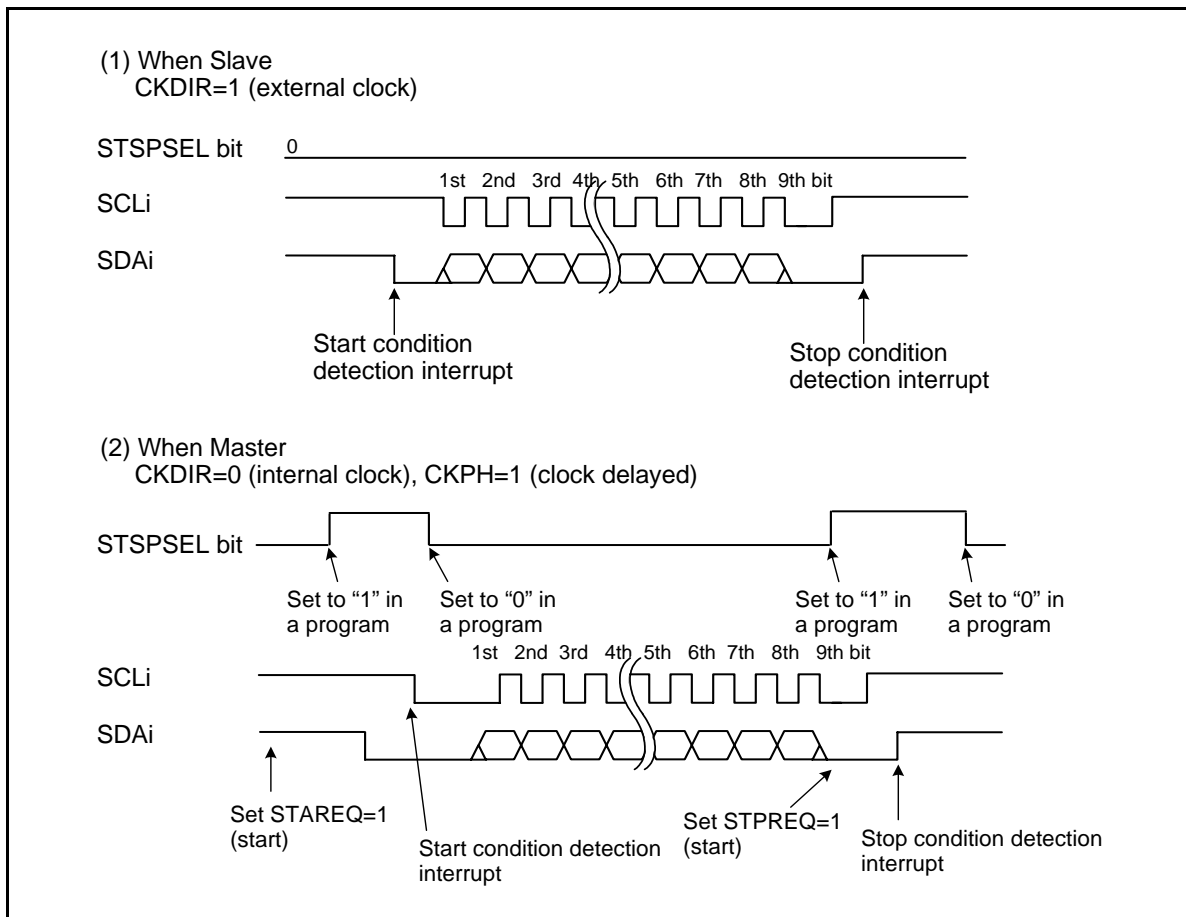 (1) When Slave
CKDIR=1 (external clock)
STSPSEL bit
0
1st 2nd 3rd 4th 5th 6th 7th 8th 9th bit
SCLi
SDAi
Start condition
detection interrupt
Stop condition
detection interrupt
(2) When Master
CKDIR=0 (internal clock), CKPH=1 (clock delayed)
STSPSEL bit
Set to “1” in
a program
Set to “0” in
a program
Set to “1” in
a program
Set to “0” in
a program
1st 2nd 3rd 4th 5th 6th 7th 8th 9th bit
SCLi
SDAi
Set STAREQ=1
(start)
Start condition detection
interrupt
Set STPREQ=1
(start)
Stop condition detection
interrupt